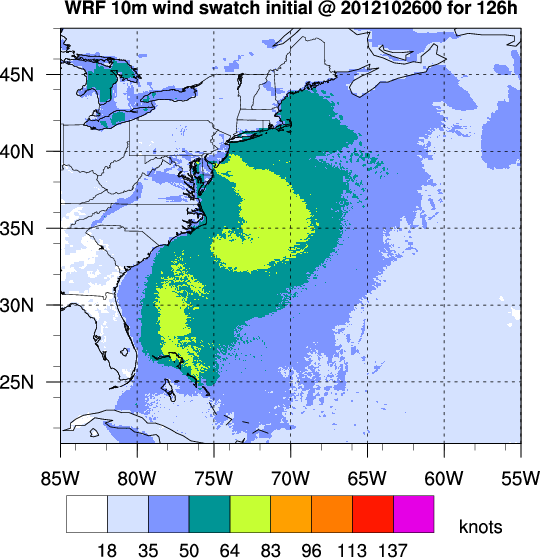 WRF 10m wind swatch initial @ 2012102600 for 126h
45N
40N
35N
30N
25N
85W 80W 75W 70W 65W 60W 55W
18 35 50 64 83 96 113 137 knots